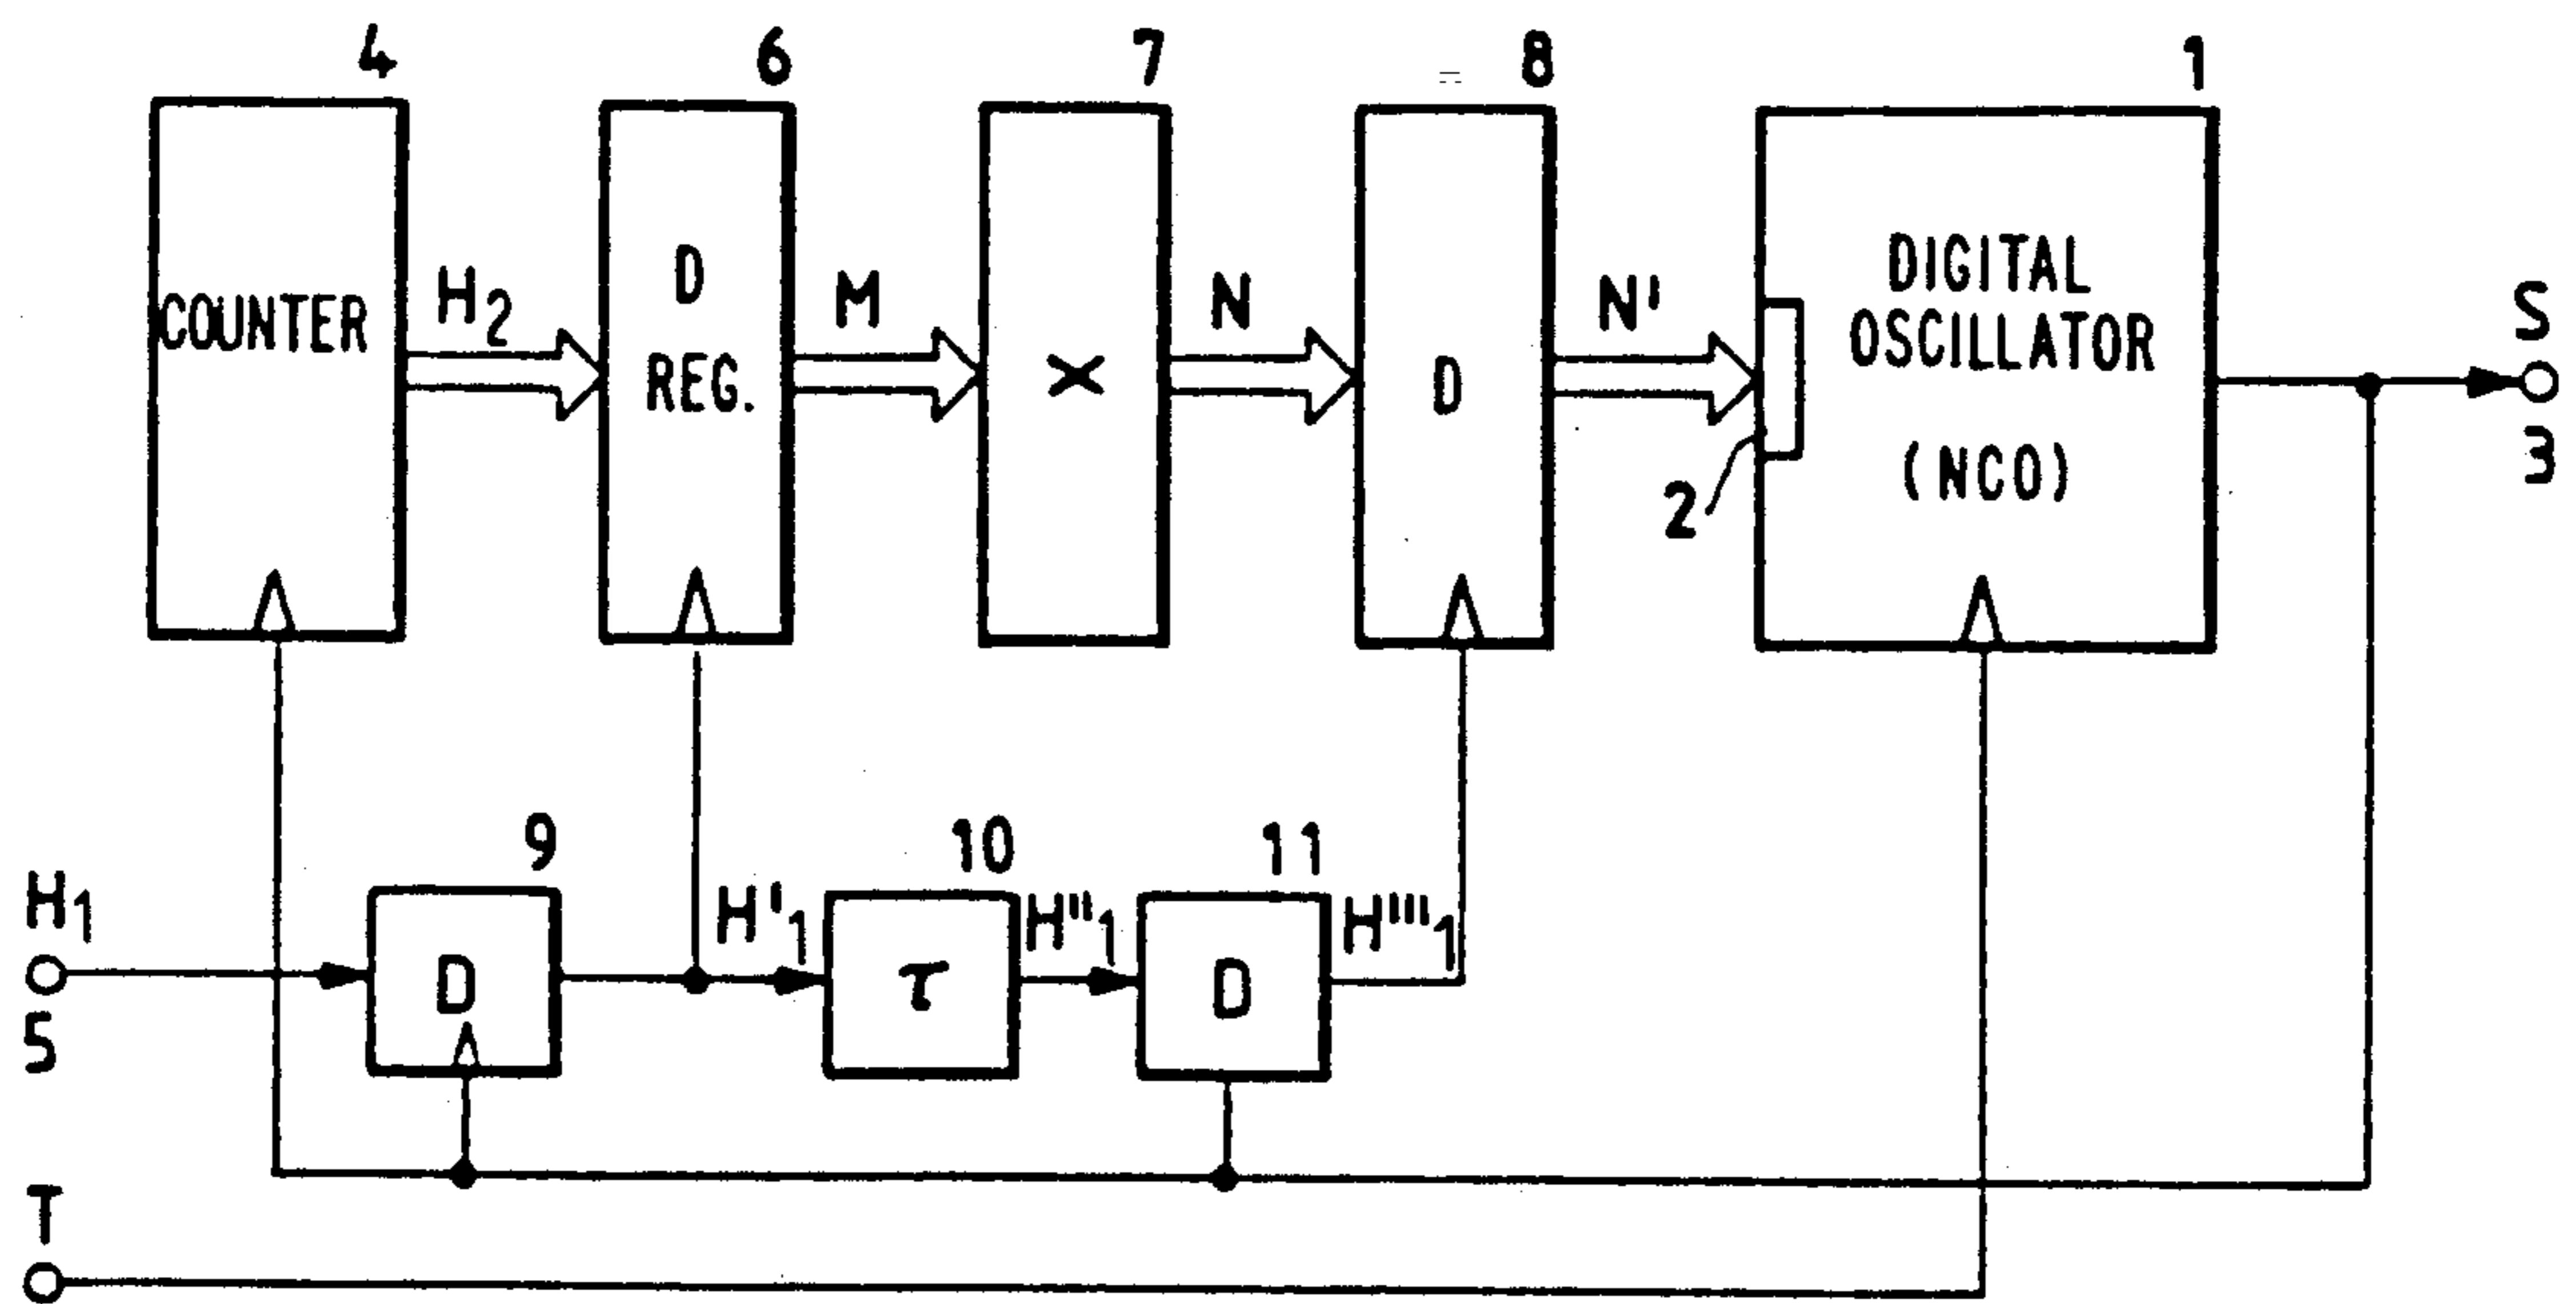 4
6
7
8
1
COUNTER
H2
D
REG.
M
X
N
D
N'
2
DIGITAL
OSCILLATOR
(NCO)
S
3
9
10
11
H1
5
D
H'1
τ
H"1
D
H'''1
T